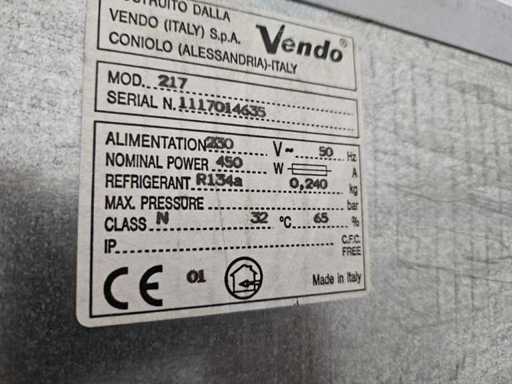 COSTRUITO DALLA
VENDO (ITALY) S.p.A.
CONIOLO (ALESSANDRIA)-ITALY
Vendo®
MOD. 217
SERIAL N. 1117014635
ALIMENTATION 230 V~ 50 Hz
NOMINAL POWER 450 W A
REFRIGERANT R134a 0,240 kg
MAX. PRESSURE bar
CLASS N 32 °C 65 %
IP C.F.C. FREE
CE 01 Made in Italy